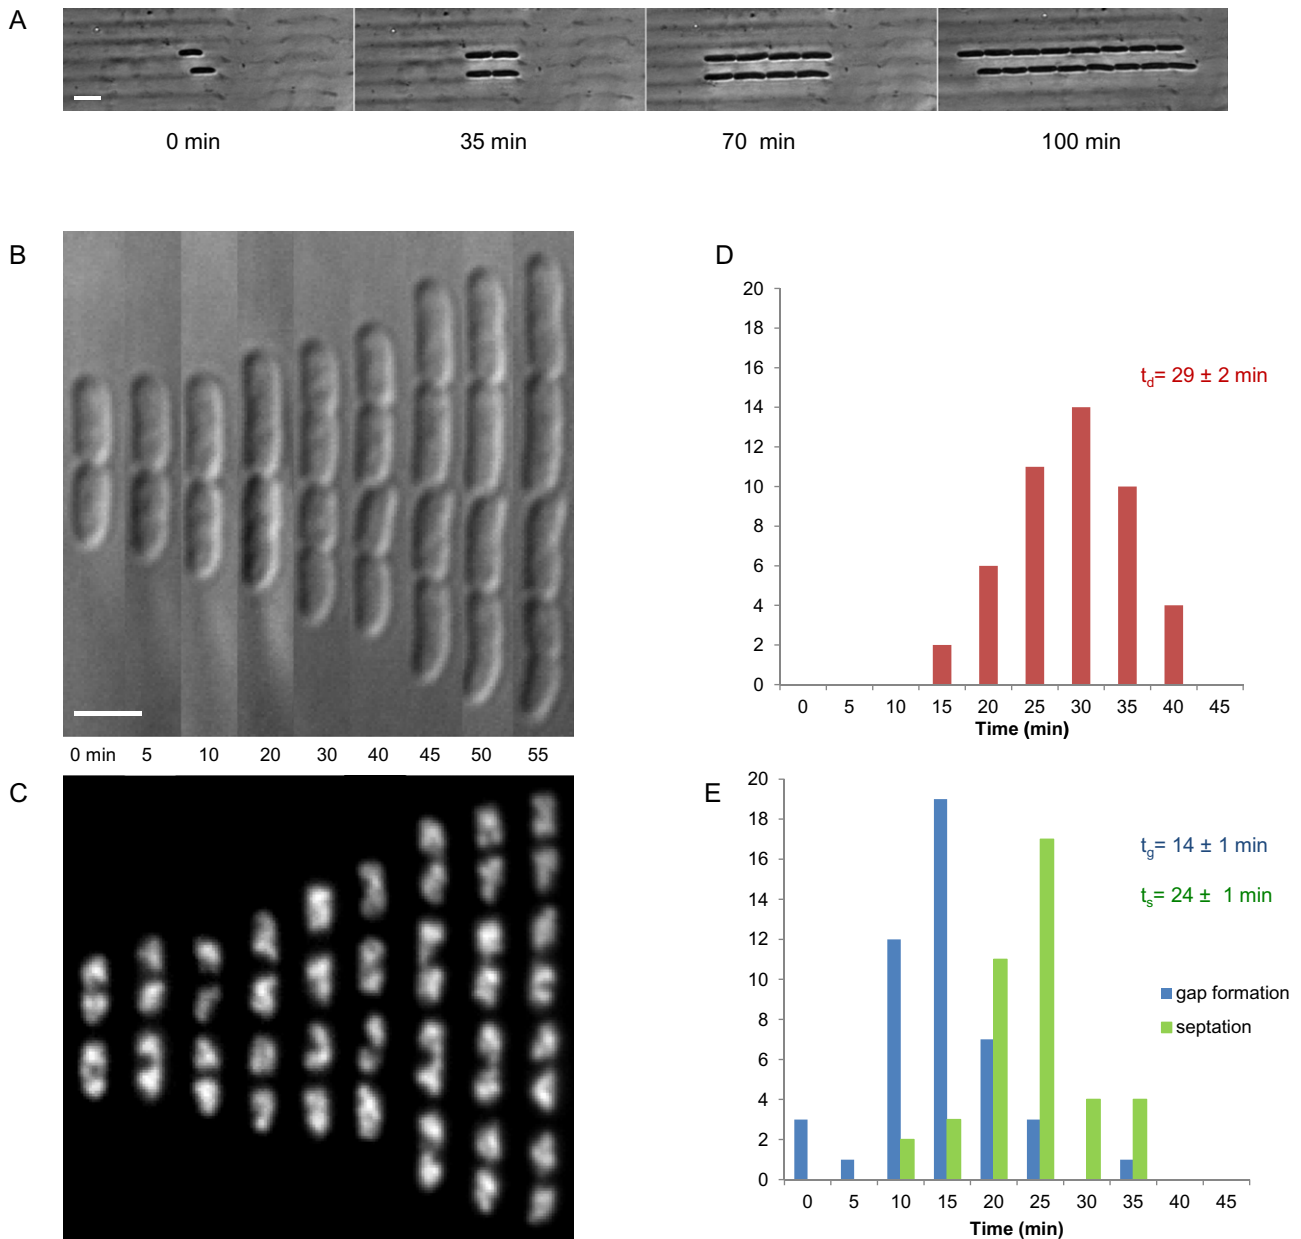 A
0 min
35 min
70 min
100 min
B
0 min 5 10 20 30 40 45 50 55
C
D
20
18
16
14
12
10
8
6
4
2
0
td= 29 ± 2 min
0 5 10 15 20 25 30 35 40 45
Time (min)
E
20
18
16
14
12
10
8
6
4
2
0
tg= 14 ± 1 min
ts= 24 ± 1 min
gap formation
septation
0 5 10 15 20 25 30 35 40 45
Time (min)